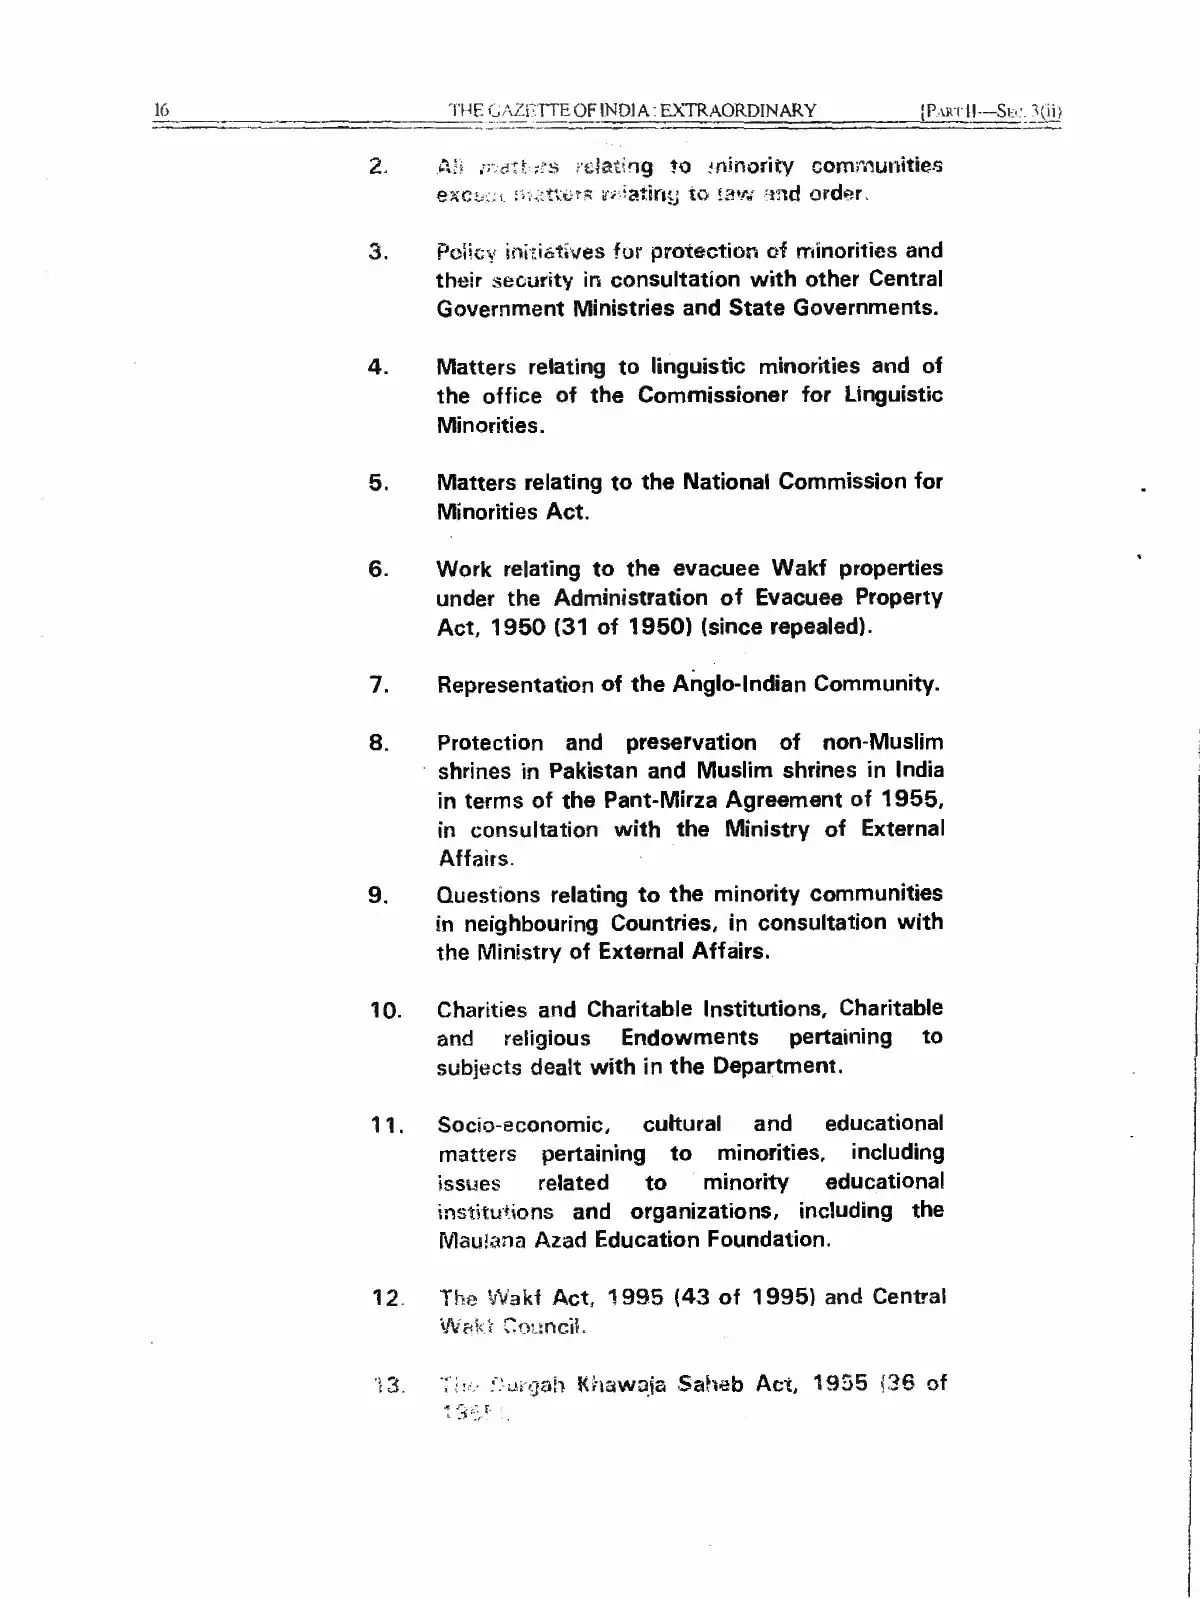 16 THE GAZETTE OF INDIA : EXTRAORDINARY [PART II—SEC. 3(ii)
2. All matters relating to minority communities
except matters relating to law and order.
3. Policy initiatives for protection of minorities and
their security in consultation with other Central
Government Ministries and State Governments.
4. Matters relating to linguistic minorities and of
the office of the Commissioner for Linguistic
Minorities.
5. Matters relating to the National Commission for
Minorities Act.
6. Work relating to the evacuee Wakf properties
under the Administration of Evacuee Property
Act, 1950 (31 of 1950) (since repealed).
7. Representation of the Anglo-Indian Community.
8. Protection and preservation of non-Muslim
shrines in Pakistan and Muslim shrines in India
in terms of the Pant-Mirza Agreement of 1955,
in consultation with the Ministry of External
Affairs.
9. Questions relating to the minority communities
in neighbouring Countries, in consultation with
the Ministry of External Affairs.
10. Charities and Charitable Institutions, Charitable
and religious Endowments pertaining to
subjects dealt with in the Department.
11. Socio-economic, cultural and educational
matters pertaining to minorities, including
issues related to minority educational
institutions and organizations, including the
Maulana Azad Education Foundation.
12. The Wakf Act, 1995 (43 of 1995) and Central
Wakf Council.
13. The Durgah Khawaja Saheb Act, 1955 (36 of